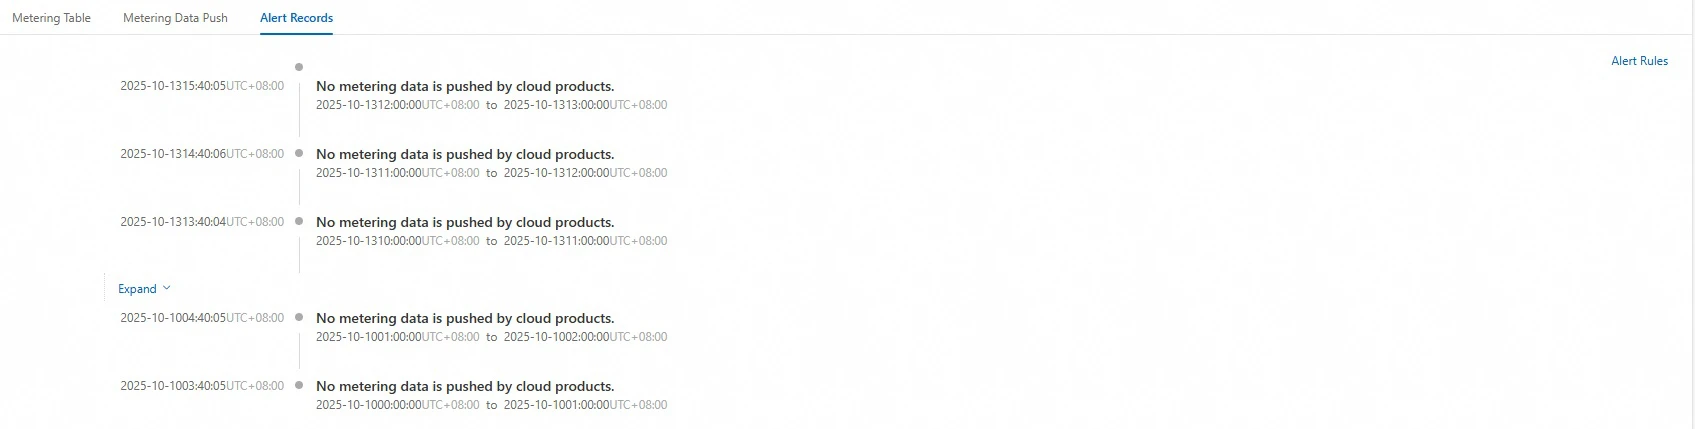 Metering Table Metering Data Push Alert Records
Alert Rules
2025-10-1315:40:05UTC+08:00 No metering data is pushed by cloud products.
2025-10-1312:00:00UTC+08:00 to 2025-10-1313:00:00UTC+08:00
2025-10-1314:40:06UTC+08:00 No metering data is pushed by cloud products.
2025-10-1311:00:00UTC+08:00 to 2025-10-1312:00:00UTC+08:00
2025-10-1313:40:04UTC+08:00 No metering data is pushed by cloud products.
2025-10-1310:00:00UTC+08:00 to 2025-10-1311:00:00UTC+08:00
Expand
2025-10-1004:40:05UTC+08:00 No metering data is pushed by cloud products.
2025-10-1001:00:00UTC+08:00 to 2025-10-1002:00:00UTC+08:00
2025-10-1003:40:05UTC+08:00 No metering data is pushed by cloud products.
2025-10-1000:00:00UTC+08:00 to 2025-10-1001:00:00UTC+08:00